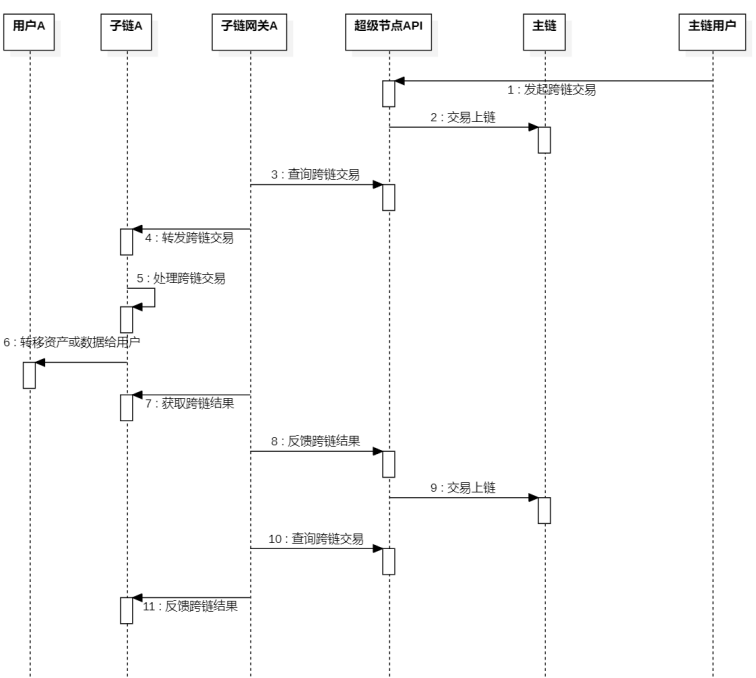 用户A
子链A
子链网关A
超级节点API
主链
主链用户
1 : 发起跨链交易
2 : 交易上链
3 : 查询跨链交易
4 : 转发跨链交易
5 : 处理跨链交易
6 : 转移资产或数据给用户
7 : 获取跨链结果
8 : 反馈跨链结果
9 : 交易上链
10 : 查询跨链交易
11 : 反馈跨链结果